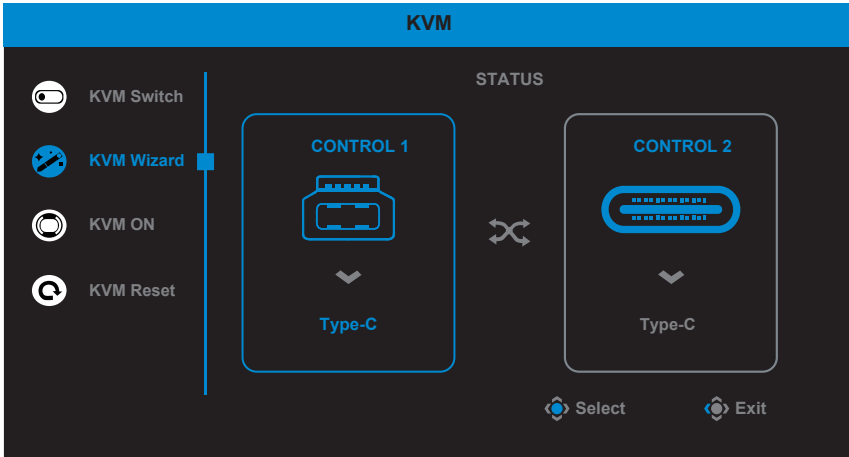 KVM
KVM Switch
KVM Wizard
KVM ON
KVM Reset
STATUS
CONTROL 1
Type-C
CONTROL 2
Type-C
Select
Exit